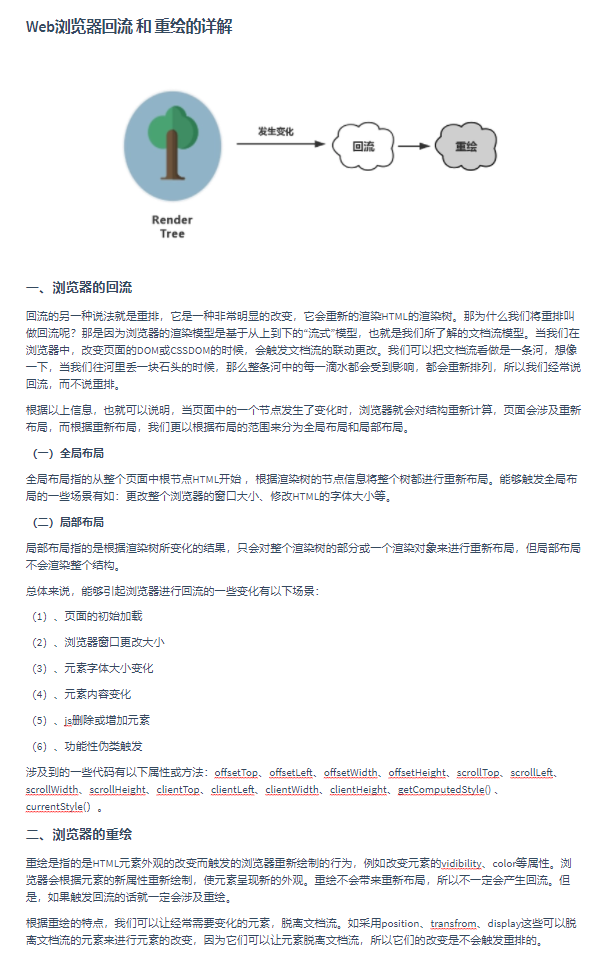 Web浏览器回流 和 重绘的详解
发生变化
回流
重绘
Render
Tree
一、浏览器的回流
回流的另一种说法就是重排，它是一种非常明显的改变，它会重新的渲染HTML的渲染树。那为什么我们将重排叫
做回流呢？那是因为浏览器的渲染模型是基于从上到下的“流式”模型，也就是我们所了解的文档流模型。当我们在
浏览器中，改变页面的DOM或CSSDOM的时候，会触发文档流的联动更改。我们可以把文档流看做是一条河，想像
一下，当我们往河里丢一块石头的时候，那么整条河中的每一滴水都会受到影响，都会重新排列，所以我们经常说
回流，而不说重排。
根据以上信息，也就可以说明，当页面中的一个节点发生了变化时，浏览器就会对结构重新计算，页面会涉及重新
布局，而根据重新布局，我们更以根据布局的范围来分为全局布局和局部布局。
（一）全局布局
全局布局指的从整个页面中根节点HTML开始 ，根据渲染树的节点信息将整个树都进行重新布局。能够触发全局布
局的一些场景有如：更改整个浏览器的窗口大小、修改HTML的字体大小等。
（二）局部布局
局部布局指的是根据渲染树所变化的结果，只会对整个渲染树的部分或一个渲染对象来进行重新布局，但局部布局
不会渲染整个结构。
总体来说，能够引起浏览器进行回流的一些变化有以下场景：
（1）、页面的初始加载
（2）、浏览器窗口更改大小
（3）、元素字体大小变化
（4）、元素内容变化
（5）、js删除或增加元素
（6）、功能性伪类触发
涉及到的一些代码有以下属性或方法：offsetTop、offsetLeft、offsetWidth、offsetHeight、scrollTop、scrollLeft、
scrollWidth、scrollHeight、clientTop、clientLeft、clientWidth、clientHeight、getComputedStyle() 、
currentStyle() 。
二、浏览器的重绘
重绘是指的是HTML元素外观的改变而触发的浏览器重新绘制的行为，例如改变元素的vidibility、color等属性。浏
览器会根据元素的新属性重新绘制，使元素呈现新的外观。重绘不会带来重新布局，所以不一定会产生回流。但
是，如果触发回流的话就一定会涉及重绘。
根据重绘的特点，我们可以让经常需要变化的元素，脱离文档流。如采用position、transfrom、display这些可以脱
离文档流的元素来进行元素的改变，因为它们可以让元素脱离文档流，所以它们的改变是不会触发重排的。